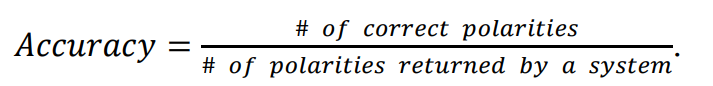 Accuracy = # of correct polarities / # of polarities returned by a system.